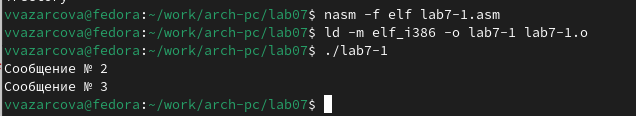 vvazarcova@fedora:~/work/arch-pc/lab07$ nasm -f elf lab7-1.asm
vvazarcova@fedora:~/work/arch-pc/lab07$ ld -m elf_i386 -o lab7-1 lab7-1.o
vvazarcova@fedora:~/work/arch-pc/lab07$ ./lab7-1
Сообщение № 2
Сообщение № 3
vvazarcova@fedora:~/work/arch-pc/lab07$